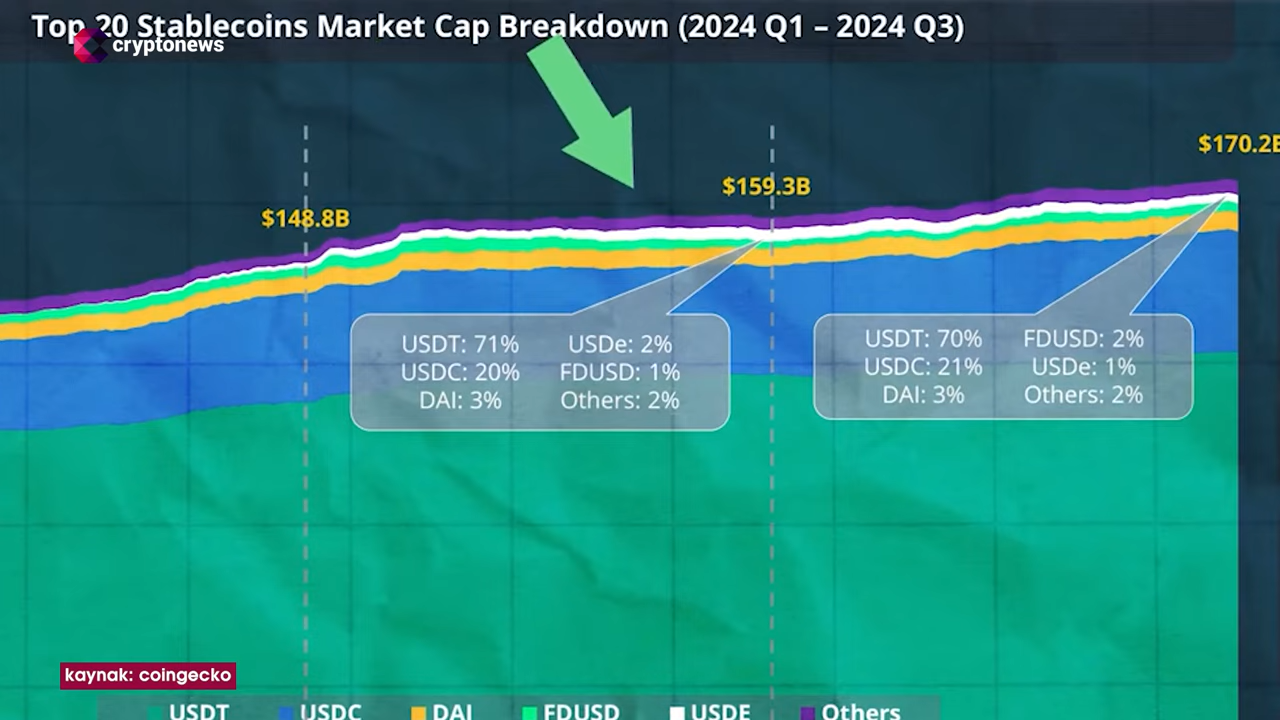 Top 20 Stablecoins Market Cap Breakdown (2024 Q1 – 2024 Q3)
cryptonews
$148.8B
$159.3B
$170.2B
USDT: 71% USDe: 2%
USDC: 20% FDUSD: 1%
DAI: 3% Others: 2%
USDT: 70% FDUSD: 2%
USDC: 21% USDe: 1%
DAI: 3% Others: 2%
kaynak: coingecko
USDT USDC DAI FDUSD USDE Others